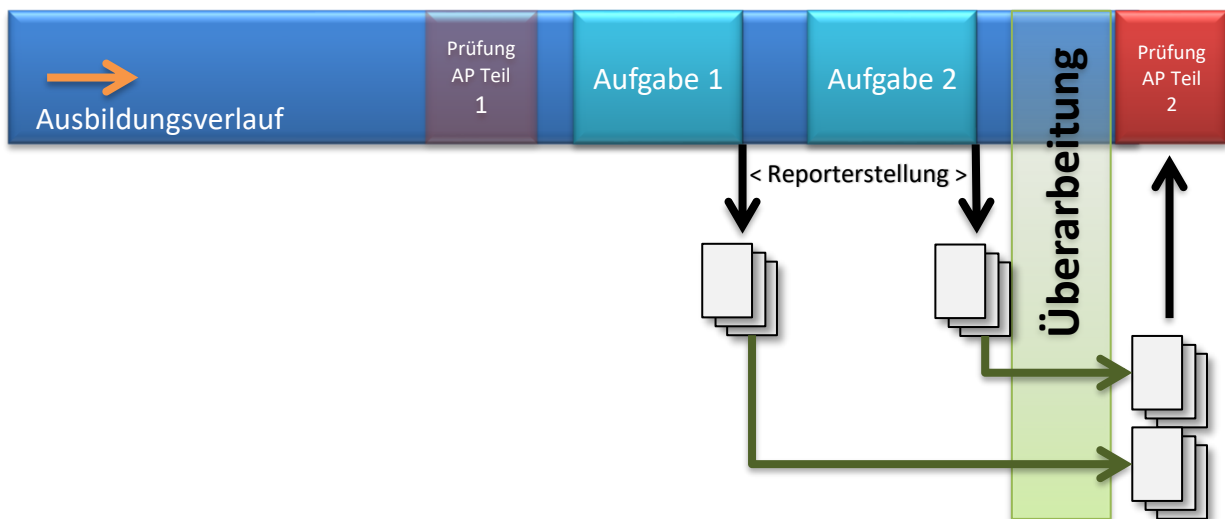 Ausbildungsverlauf
Prüfung
AP Teil
1
Aufgabe 1
Aufgabe 2
Überarbeitung
Prüfung
AP Teil
2
< Reporterstellung >